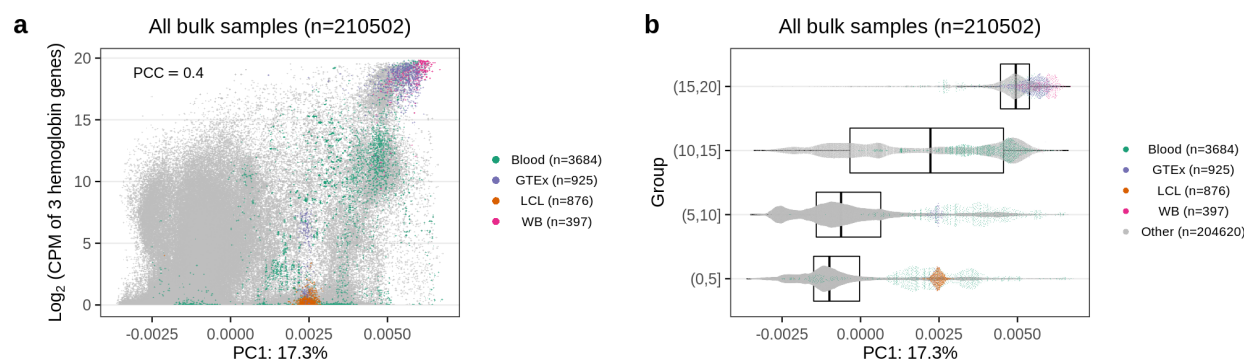 a
All bulk samples (n=210502)
Log2 (CPM of 3 hemoglobin genes)
20
15
10
5
0
PCC = 0.4
-0.0025
0.0000
0.0025
0.0050
PC1: 17.3%
Blood (n=3684)
GTEx (n=925)
LCL (n=876)
WB (n=397)
b
All bulk samples (n=210502)
Group
(15,20]
(10,15]
(5,10]
(0,5]
-0.0025
0.0000
0.0025
0.0050
PC1: 17.3%
Blood (n=3684)
GTEx (n=925)
LCL (n=876)
WB (n=397)
Other (n=204620)